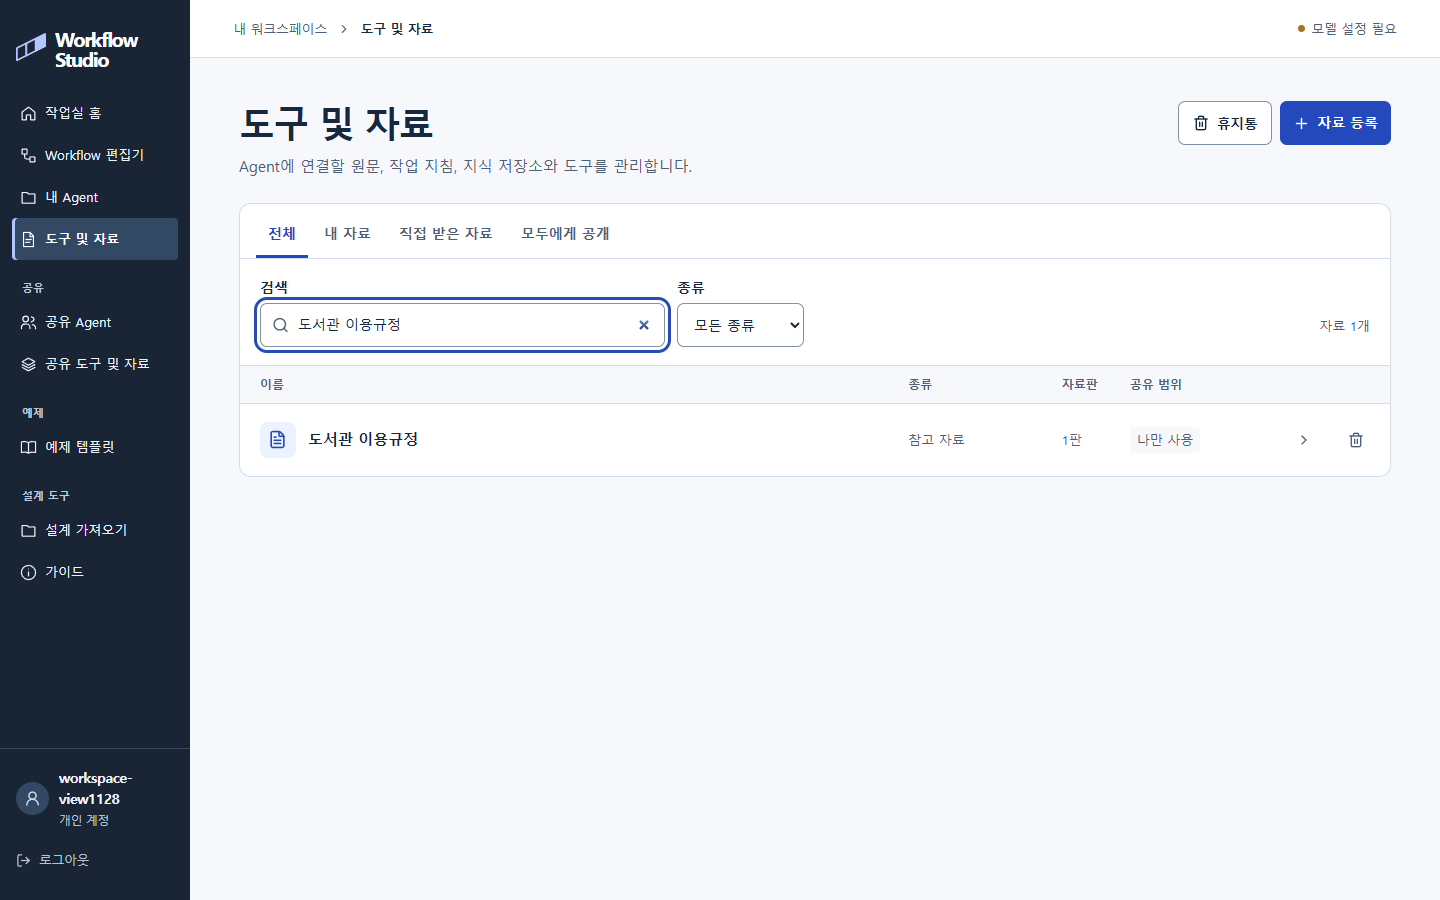 Workflow
Studio
작업실 홈
Workflow 편집기
내 Agent
도구 및 자료
공유
공유 Agent
공유 도구 및 자료
예제
예제 템플릿
설계 도구
설계 가져오기
가이드
workspace-
view1128
개인 계정
로그아웃
내 워크스페이스 > 도구 및 자료
모델 설정 필요
도구 및 자료
Agent에 연결할 원문, 작업 지침, 지식 저장소와 도구를 관리합니다.
휴지통
+ 자료 등록
전체 내 자료 직접 받은 자료 모두에게 공개
검색 종류
도서관 이용규정 모든 종류 자료 1개
이름 종류 자료판 공유 범위
도서관 이용규정 참고 자료 1판 나만 사용